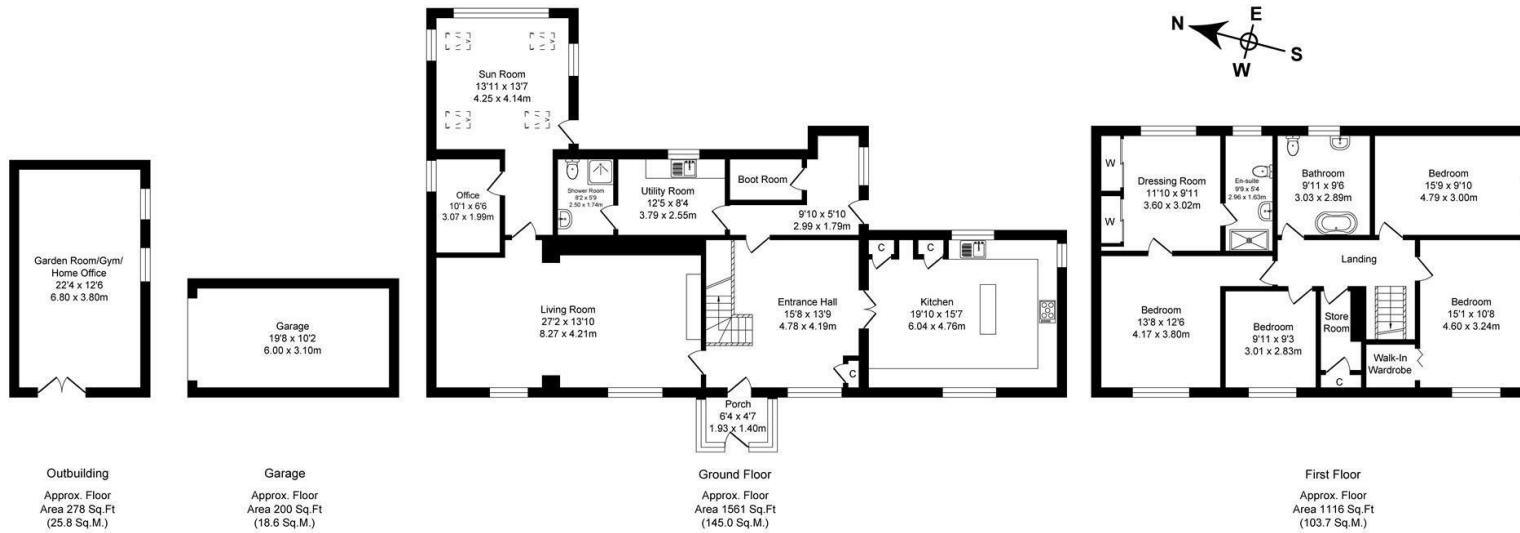 N
E
S
W
Sun Room
13'11 x 13'7
4.25 x 4.14m
Office
10'1 x 6'6
3.07 x 1.99m
Shower Room
8'2 x 5'9
2.50 x 1.74m
Utility Room
12'5 x 8'4
3.79 x 2.55m
Boot Room
9'10 x 5'10
2.99 x 1.79m
Garden Room/Gym/
Home Office
22'4 x 12'6
6.80 x 3.80m
Garage
19'8 x 10'2
6.00 x 3.10m
Living Room
27'2 x 13'10
8.27 x 4.21m
Entrance Hall
15'8 x 13'9
4.78 x 4.19m
C
C
C
Kitchen
19'10 x 15'7
6.04 x 4.76m
Porch
6'4 x 4'7
1.93 x 1.40m
W
W
Dressing Room
11'10 x 9'11
3.60 x 3.02m
En-suite
9'9 x 5'4
2.96 x 1.63m
Bathroom
9'11 x 9'6
3.03 x 2.89m
Bedroom
15'9 x 9'10
4.79 x 3.00m
Landing
Bedroom
13'8 x 12'6
4.17 x 3.80m
Bedroom
9'11 x 9'3
3.01 x 2.83m
Store
Room
C
Walk-In
Wardrobe
Bedroom
15'1 x 10'8
4.60 x 3.24m
Outbuilding
Approx. Floor
Area 278 Sq.Ft
(25.8 Sq.M.)
Garage
Approx. Floor
Area 200 Sq.Ft
(18.6 Sq.M.)
Ground Floor
Approx. Floor
Area 1561 Sq.Ft
(145.0 Sq.M.)
First Floor
Approx. Floor
Area 1116 Sq.Ft
(103.7 Sq.M.)